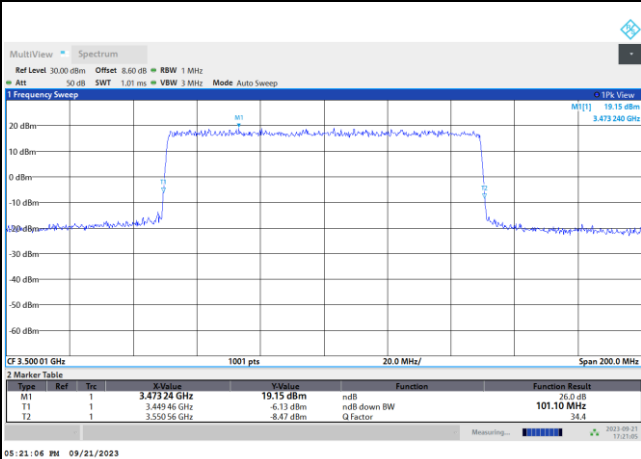 MultiView Spectrum
Ref Level 30.00 dBm Offset 8.60 dB RBW 1 MHz
Att 50 dB SWT 1.01 ms VBW 3 MHz Mode Auto Sweep
1 Frequency Sweep 1Pk View
M1[1] 19.15 dBm
3.473 240 GHz
M1
20 dBm
10 dBm
0 dBm
T1
T2
-10 dBm
-20 dBm
-30 dBm
-40 dBm
-50 dBm
-60 dBm
CF 3.500 01 GHz 1001 pts 20.0 MHz/ Span 200.0 MHz
2 Marker Table
Type Ref Trc X-Value Y-Value Function Function Result
M1 1 3.473 24 GHz 19.15 dBm ndB 26.0 dB
T1 1 3.449 46 GHz -6.13 dBm ndB down BW 101.10 MHz
T2 1 3.550 56 GHz -8.47 dBm Q Factor 34.4
Measuring... 2023-09-21
17:21:05
05:21:06 PM 09/21/2023